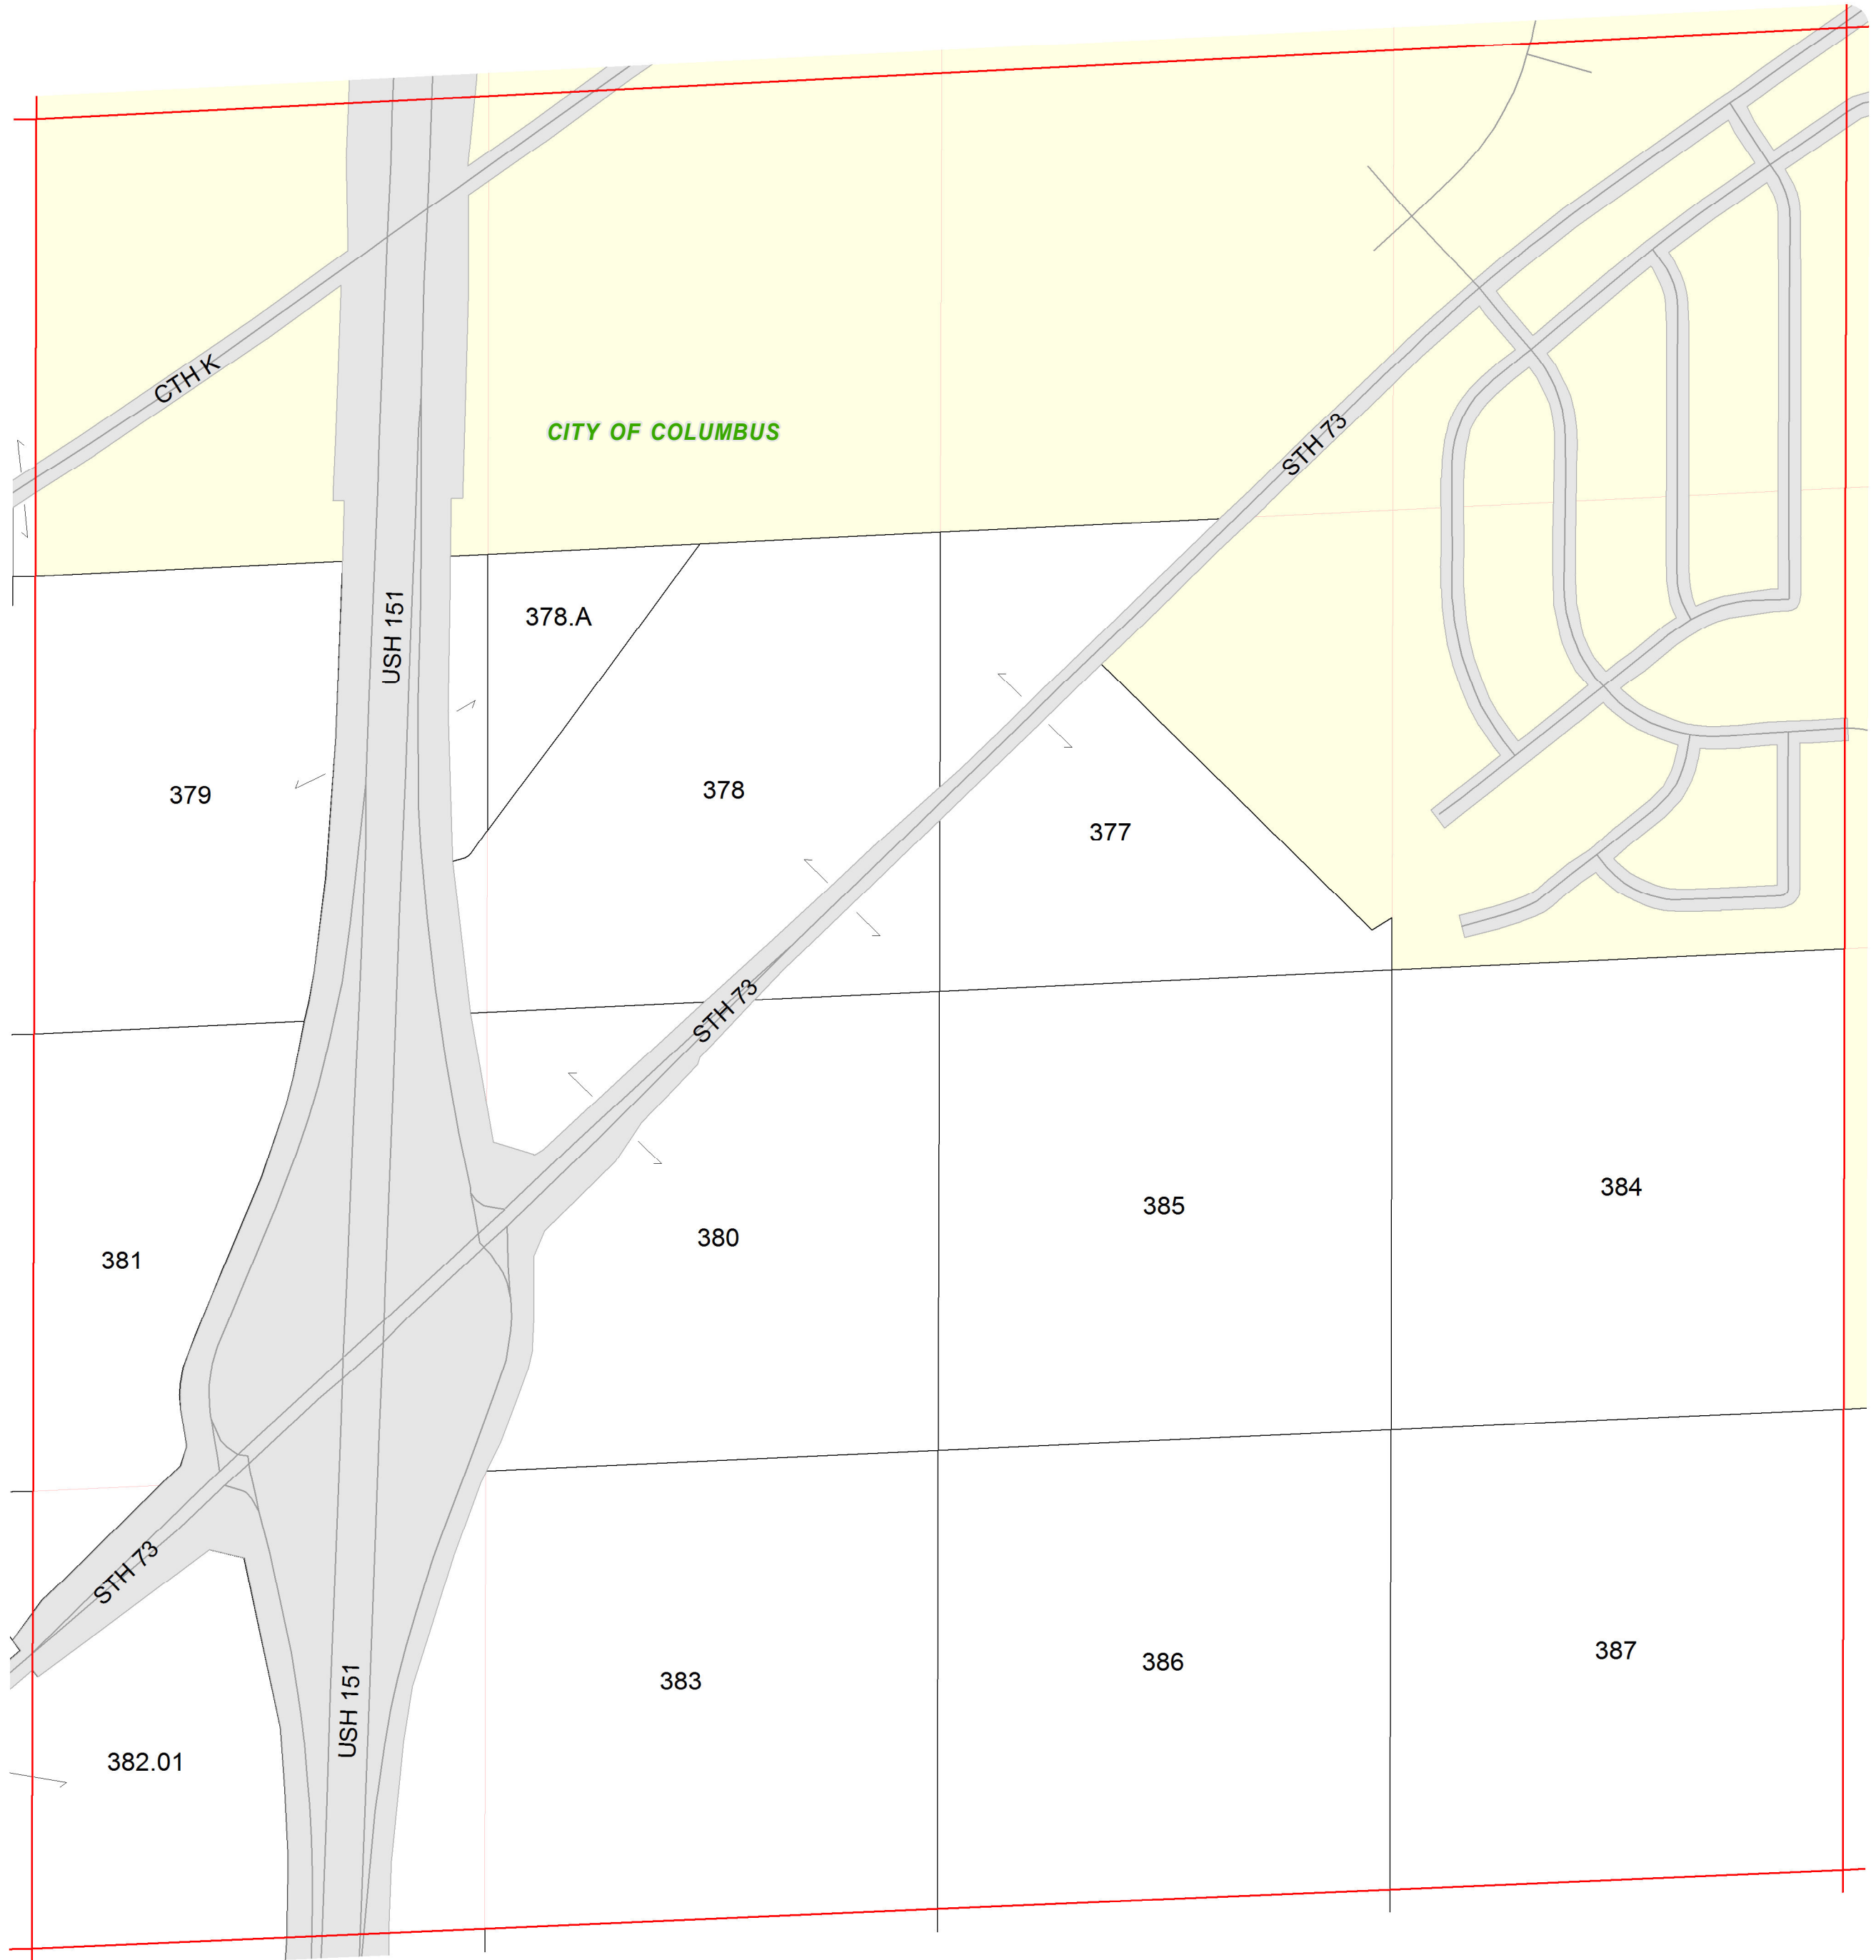 CTH K
CITY OF COLUMBUS
STH 73
USH 151
378.A
379
378
377
STH 73
384
385
380
381
STH 73
387
386
383
USH 151
382.01